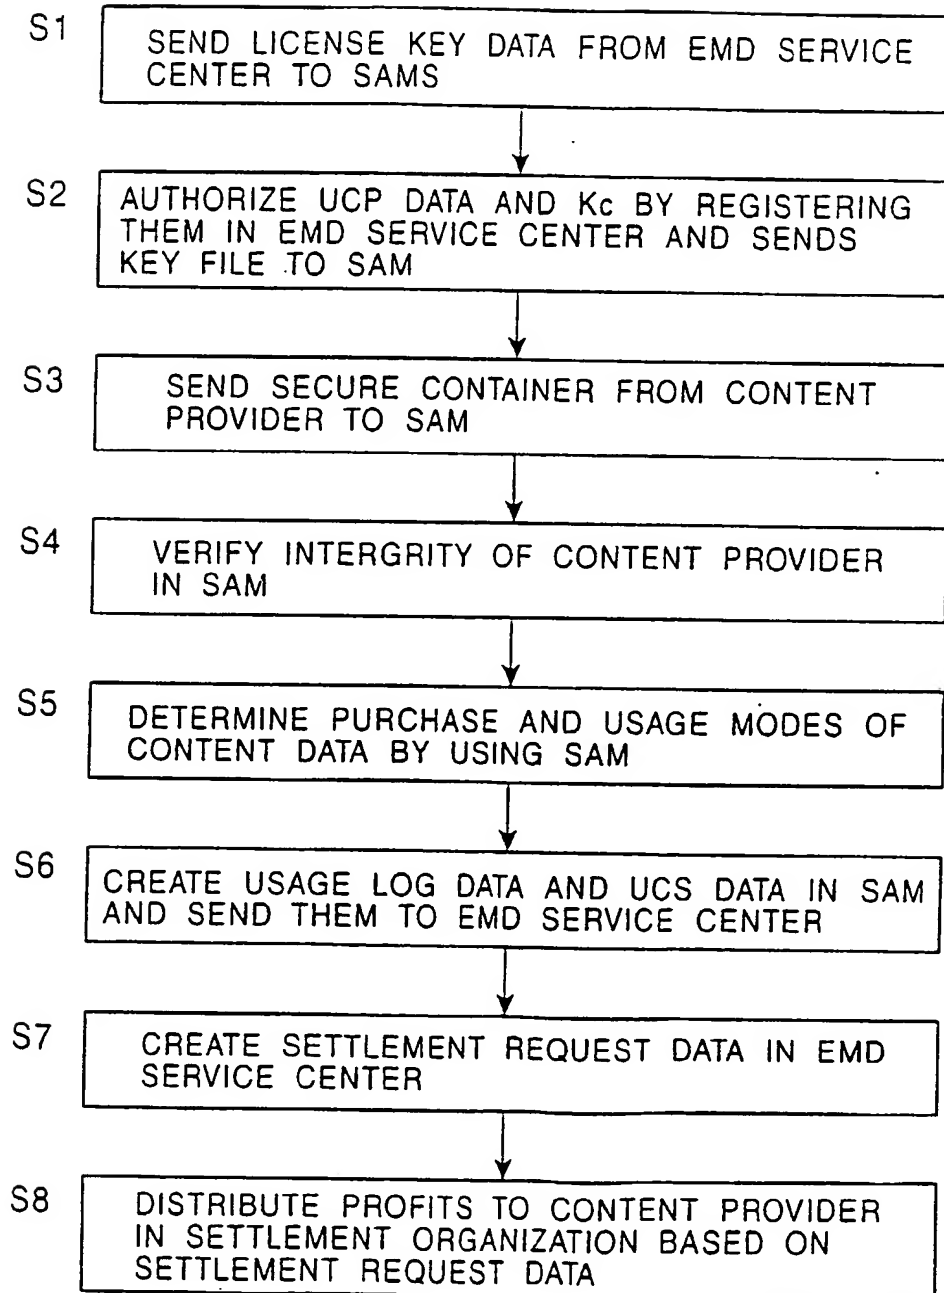 S1
SEND LICENSE KEY DATA FROM EMD SERVICE
CENTER TO SAMS
S2
AUTHORIZE UCP DATA AND Kc BY REGISTERING
THEM IN EMD SERVICE CENTER AND SENDS
KEY FILE TO SAM
S3
SEND SECURE CONTAINER FROM CONTENT
PROVIDER TO SAM
S4
VERIFY INTERGRITY OF CONTENT PROVIDER
IN SAM
S5
DETERMINE PURCHASE AND USAGE MODES OF
CONTENT DATA BY USING SAM
S6
CREATE USAGE LOG DATA AND UCS DATA IN SAM
AND SEND THEM TO EMD SERVICE CENTER
S7
CREATE SETTLEMENT REQUEST DATA IN EMD
SERVICE CENTER
S8
DISTRIBUTE PROFITS TO CONTENT PROVIDER
IN SETTLEMENT ORGANIZATION BASED ON
SETTLEMENT REQUEST DATA